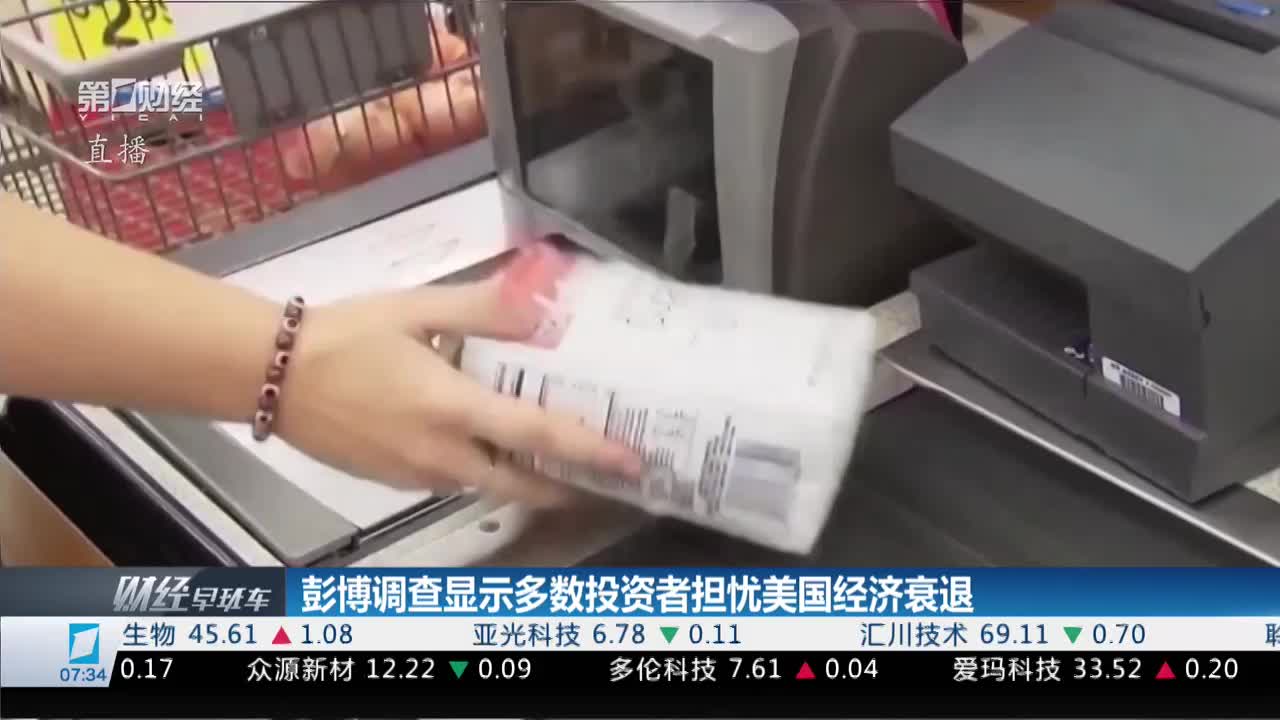 2
第一财经
YICAI
直播
财经早班车
彭博调查显示多数投资者担忧美国经济衰退
生物 45.61 ▲ 1.08 亚光科技 6.78 ▼ 0.11 汇川技术 69.11 ▼ 0.70
07:34
0.17 众源新材 12.22 ▼ 0.09 多伦科技 7.61 ▲ 0.04 爱玛科技 33.52 ▲ 0.20